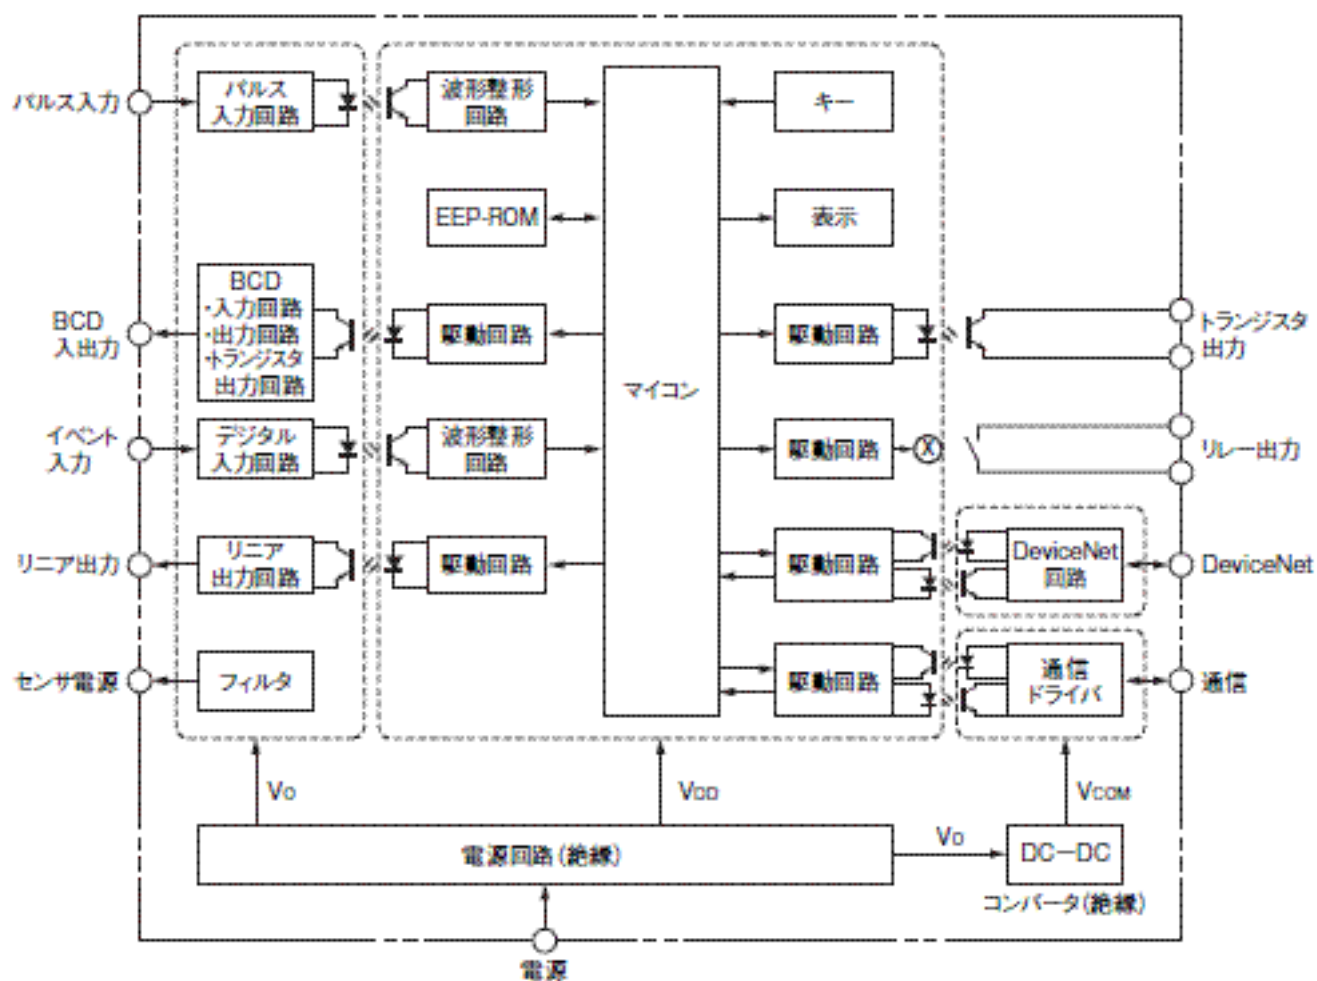 パルス入力
パルス
入力回路
波形整形
回路
キー
EEP-ROM
表示
BCD
入出力
BCD
・入力回路
・出力回路
・トランジスタ
出力回路
駆動回路
駆動回路
トランジスタ
出力
マイコン
イベント
入力
デジタル
入力回路
波形整形
回路
駆動回路
X
リレー出力
リニア出力
リニア
出力回路
駆動回路
駆動回路
DeviceNet
回路
DeviceNet
センサ電源
フィルタ
駆動回路
通信
ドライバ
通信
VO
VDD
VCOM
電源回路(絶縁)
VO
DC－DC
コンバータ(絶縁)
電源